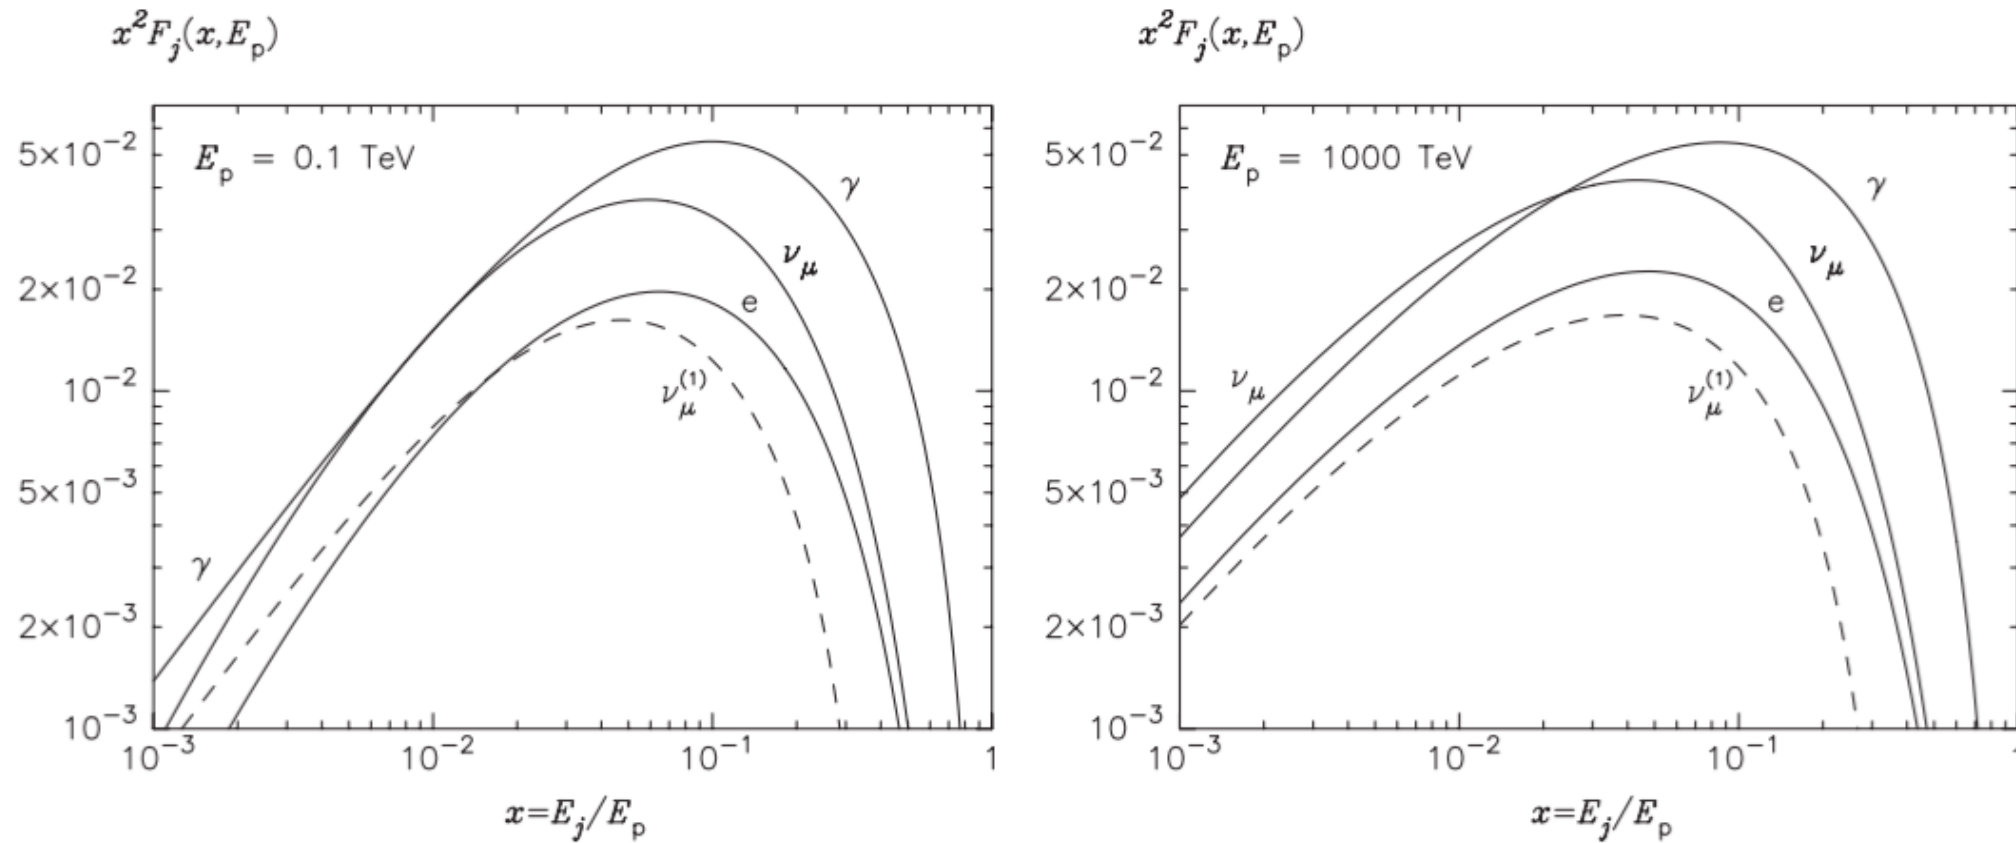 x²F_j(x,E_p)
E_p = 0.1 TeV
5×10⁻²
2×10⁻²
10⁻²
5×10⁻³
2×10⁻³
10⁻³
γ
ν_μ
e
ν_μ⁽¹⁾
γ
10⁻³ 10⁻² 10⁻¹ 1
x=E_j/E_p
x²F_j(x,E_p)
E_p = 1000 TeV
5×10⁻²
2×10⁻²
10⁻²
5×10⁻³
2×10⁻³
10⁻³
γ
ν_μ
e
ν_μ
ν_μ⁽¹⁾
10⁻³ 10⁻² 10⁻¹ 1
x=E_j/E_p